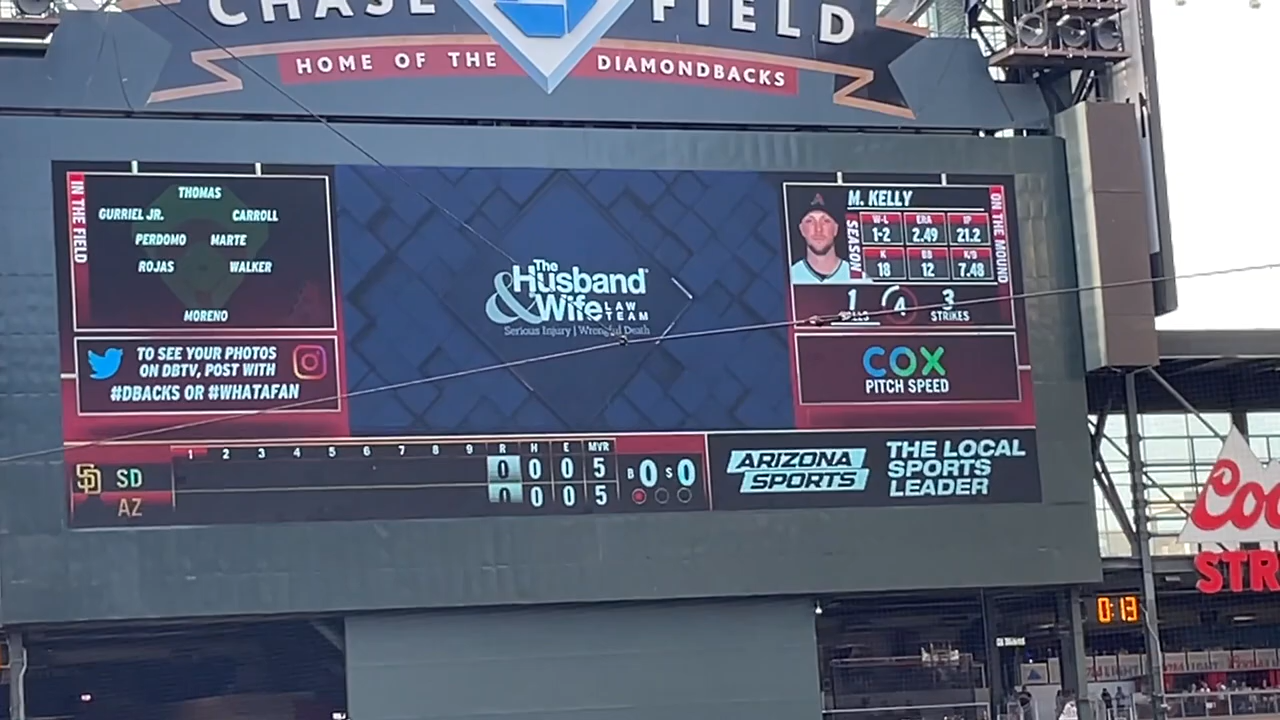 CHASE FIELD
HOME OF THE DIAMONDBACKS
IN THE FIELD
THOMAS
GURRIEL JR. CARROLL
PERDOMO MARTE
ROJAS WALKER
MORENO
TO SEE YOUR PHOTOS
ON DBTV, POST WITH
#DBACKS OR #WHATAFAN
The
Husband
& Wife LAW
TEAM
Serious Injury | Wrongful Death
M. KELLY
ON THE MOUND
SEASON
W-L ERA IP
1-2 2.49 21.2
K BB K/9
18 12 7.48
1 4 3
BALLS STRIKES
COX
PITCH SPEED
1 2 3 4 5 6 7 8 9 R H E MVR
SD SD 0 0 0 5
AZ 0 0 0 5
B 0 S 0
ARIZONA
SPORTS
THE LOCAL
SPORTS
LEADER
Coo
STR
0:13